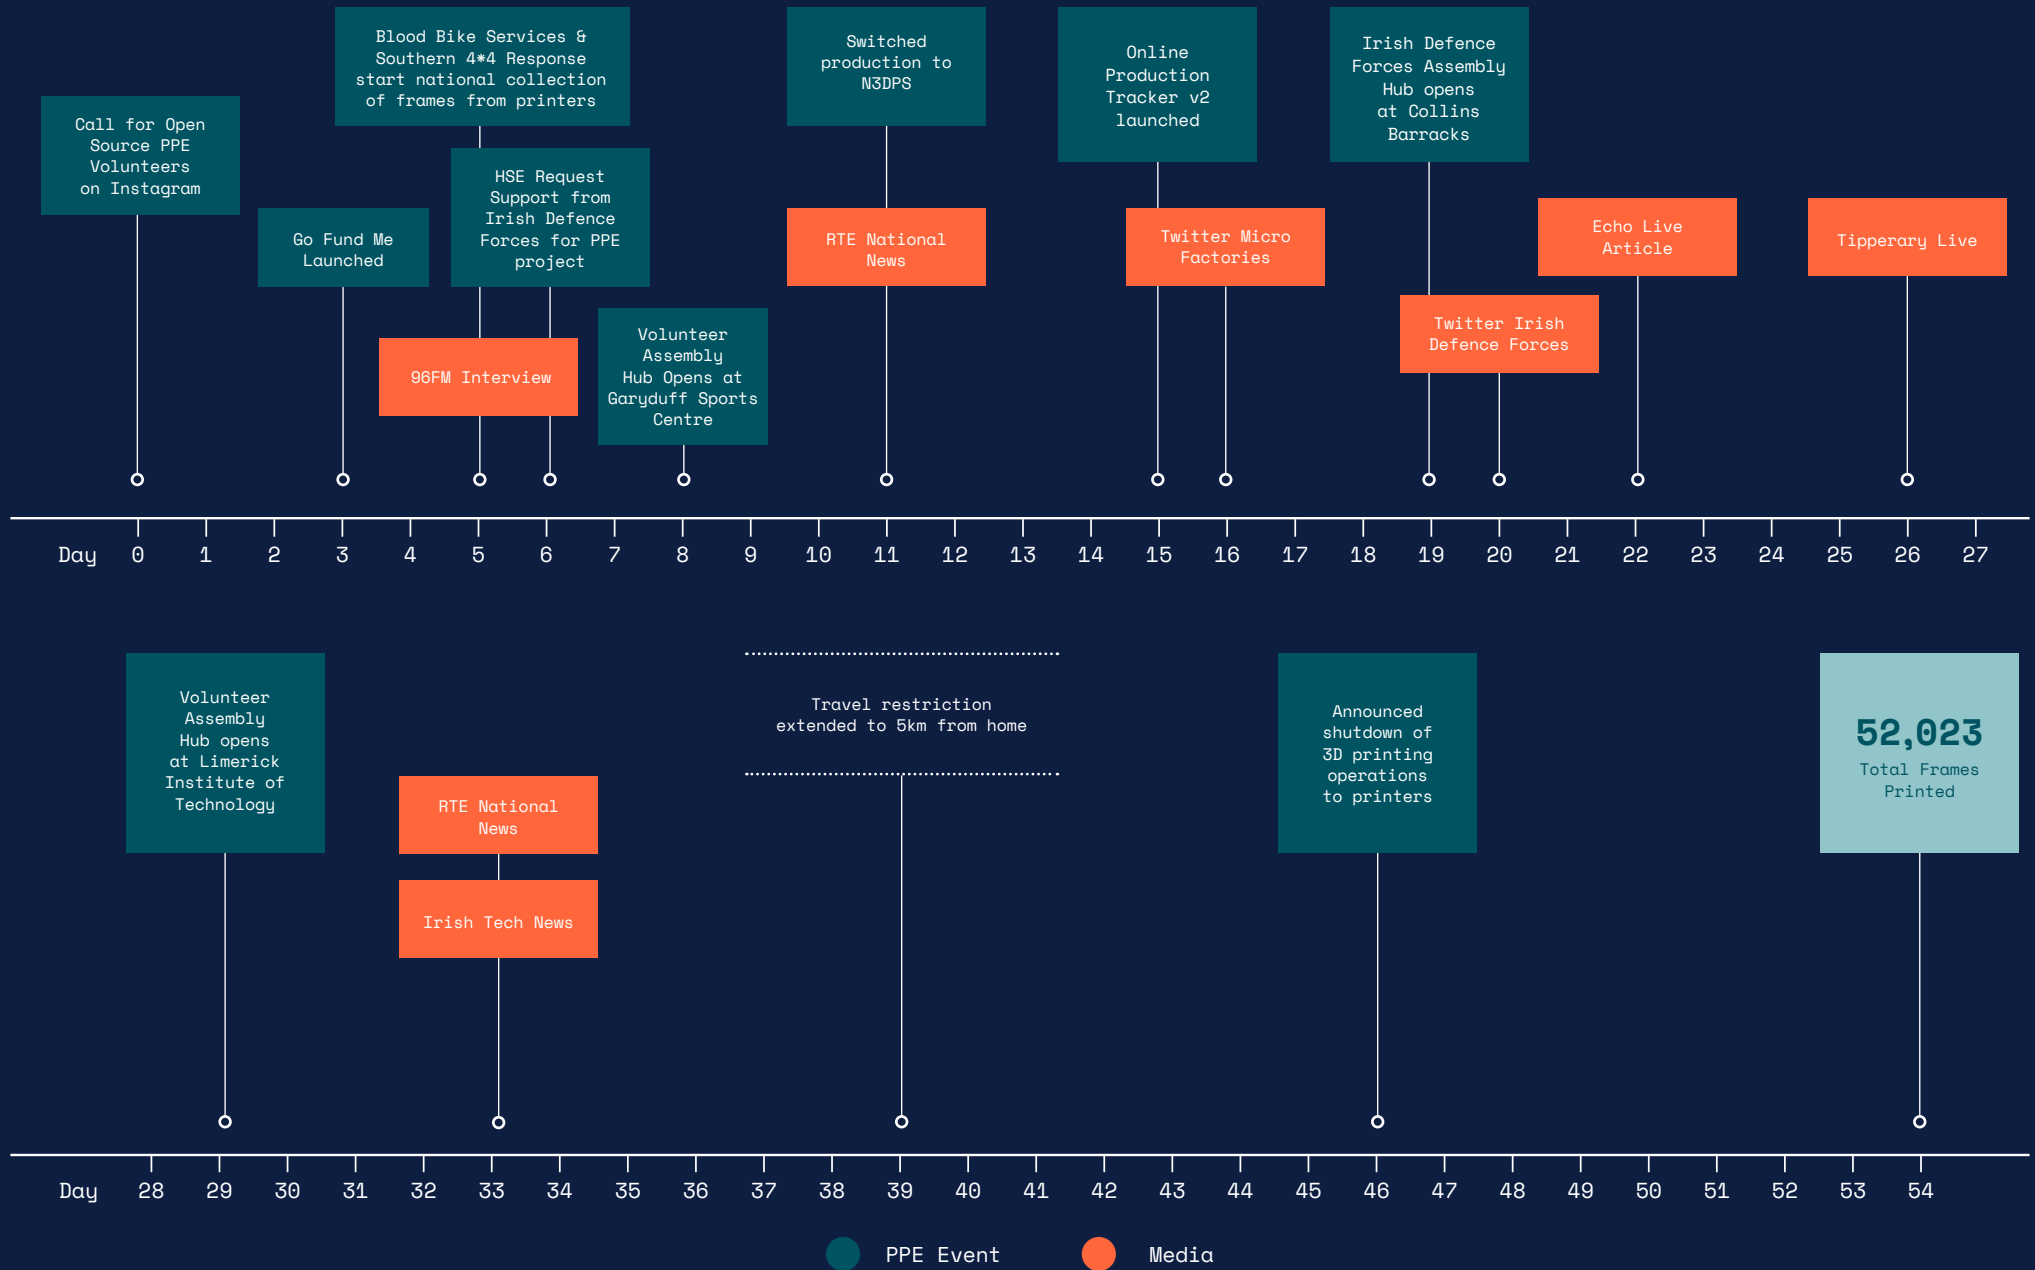 Call for Open
Source PPE
Volunteers
on Instagram
Go Fund Me
Launched
Blood Bike Services &
Southern 4*4 Response
start national collection
of frames from printers
HSE Request
Support from
Irish Defence
Forces for PPE
project
96FM Interview
Volunteer
Assembly
Hub Opens at
Garyduff Sports
Centre
Switched
production to
N3DPS
RTE National
News
Online
Production
Tracker v2
launched
Twitter Micro
Factories
Irish Defence
Forces Assembly
Hub opens
at Collins
Barracks
Twitter Irish
Defence Forces
Echo Live
Article
Tipperary Live
Day 0 1 2 3 4 5 6 7 8 9 10 11 12 13 14 15 16 17 18 19 20 21 22 23 24 25 26 27
Volunteer
Assembly
Hub opens
at Limerick
Institute of
Technology
RTE National
News
Irish Tech News
Travel restriction
extended to 5km from home
Announced
shutdown of
3D printing
operations
to printers
52,023
Total Frames
Printed
Day 28 29 30 31 32 33 34 35 36 37 38 39 40 41 42 43 44 45 46 47 48 49 50 51 52 53 54
PPE Event
Media